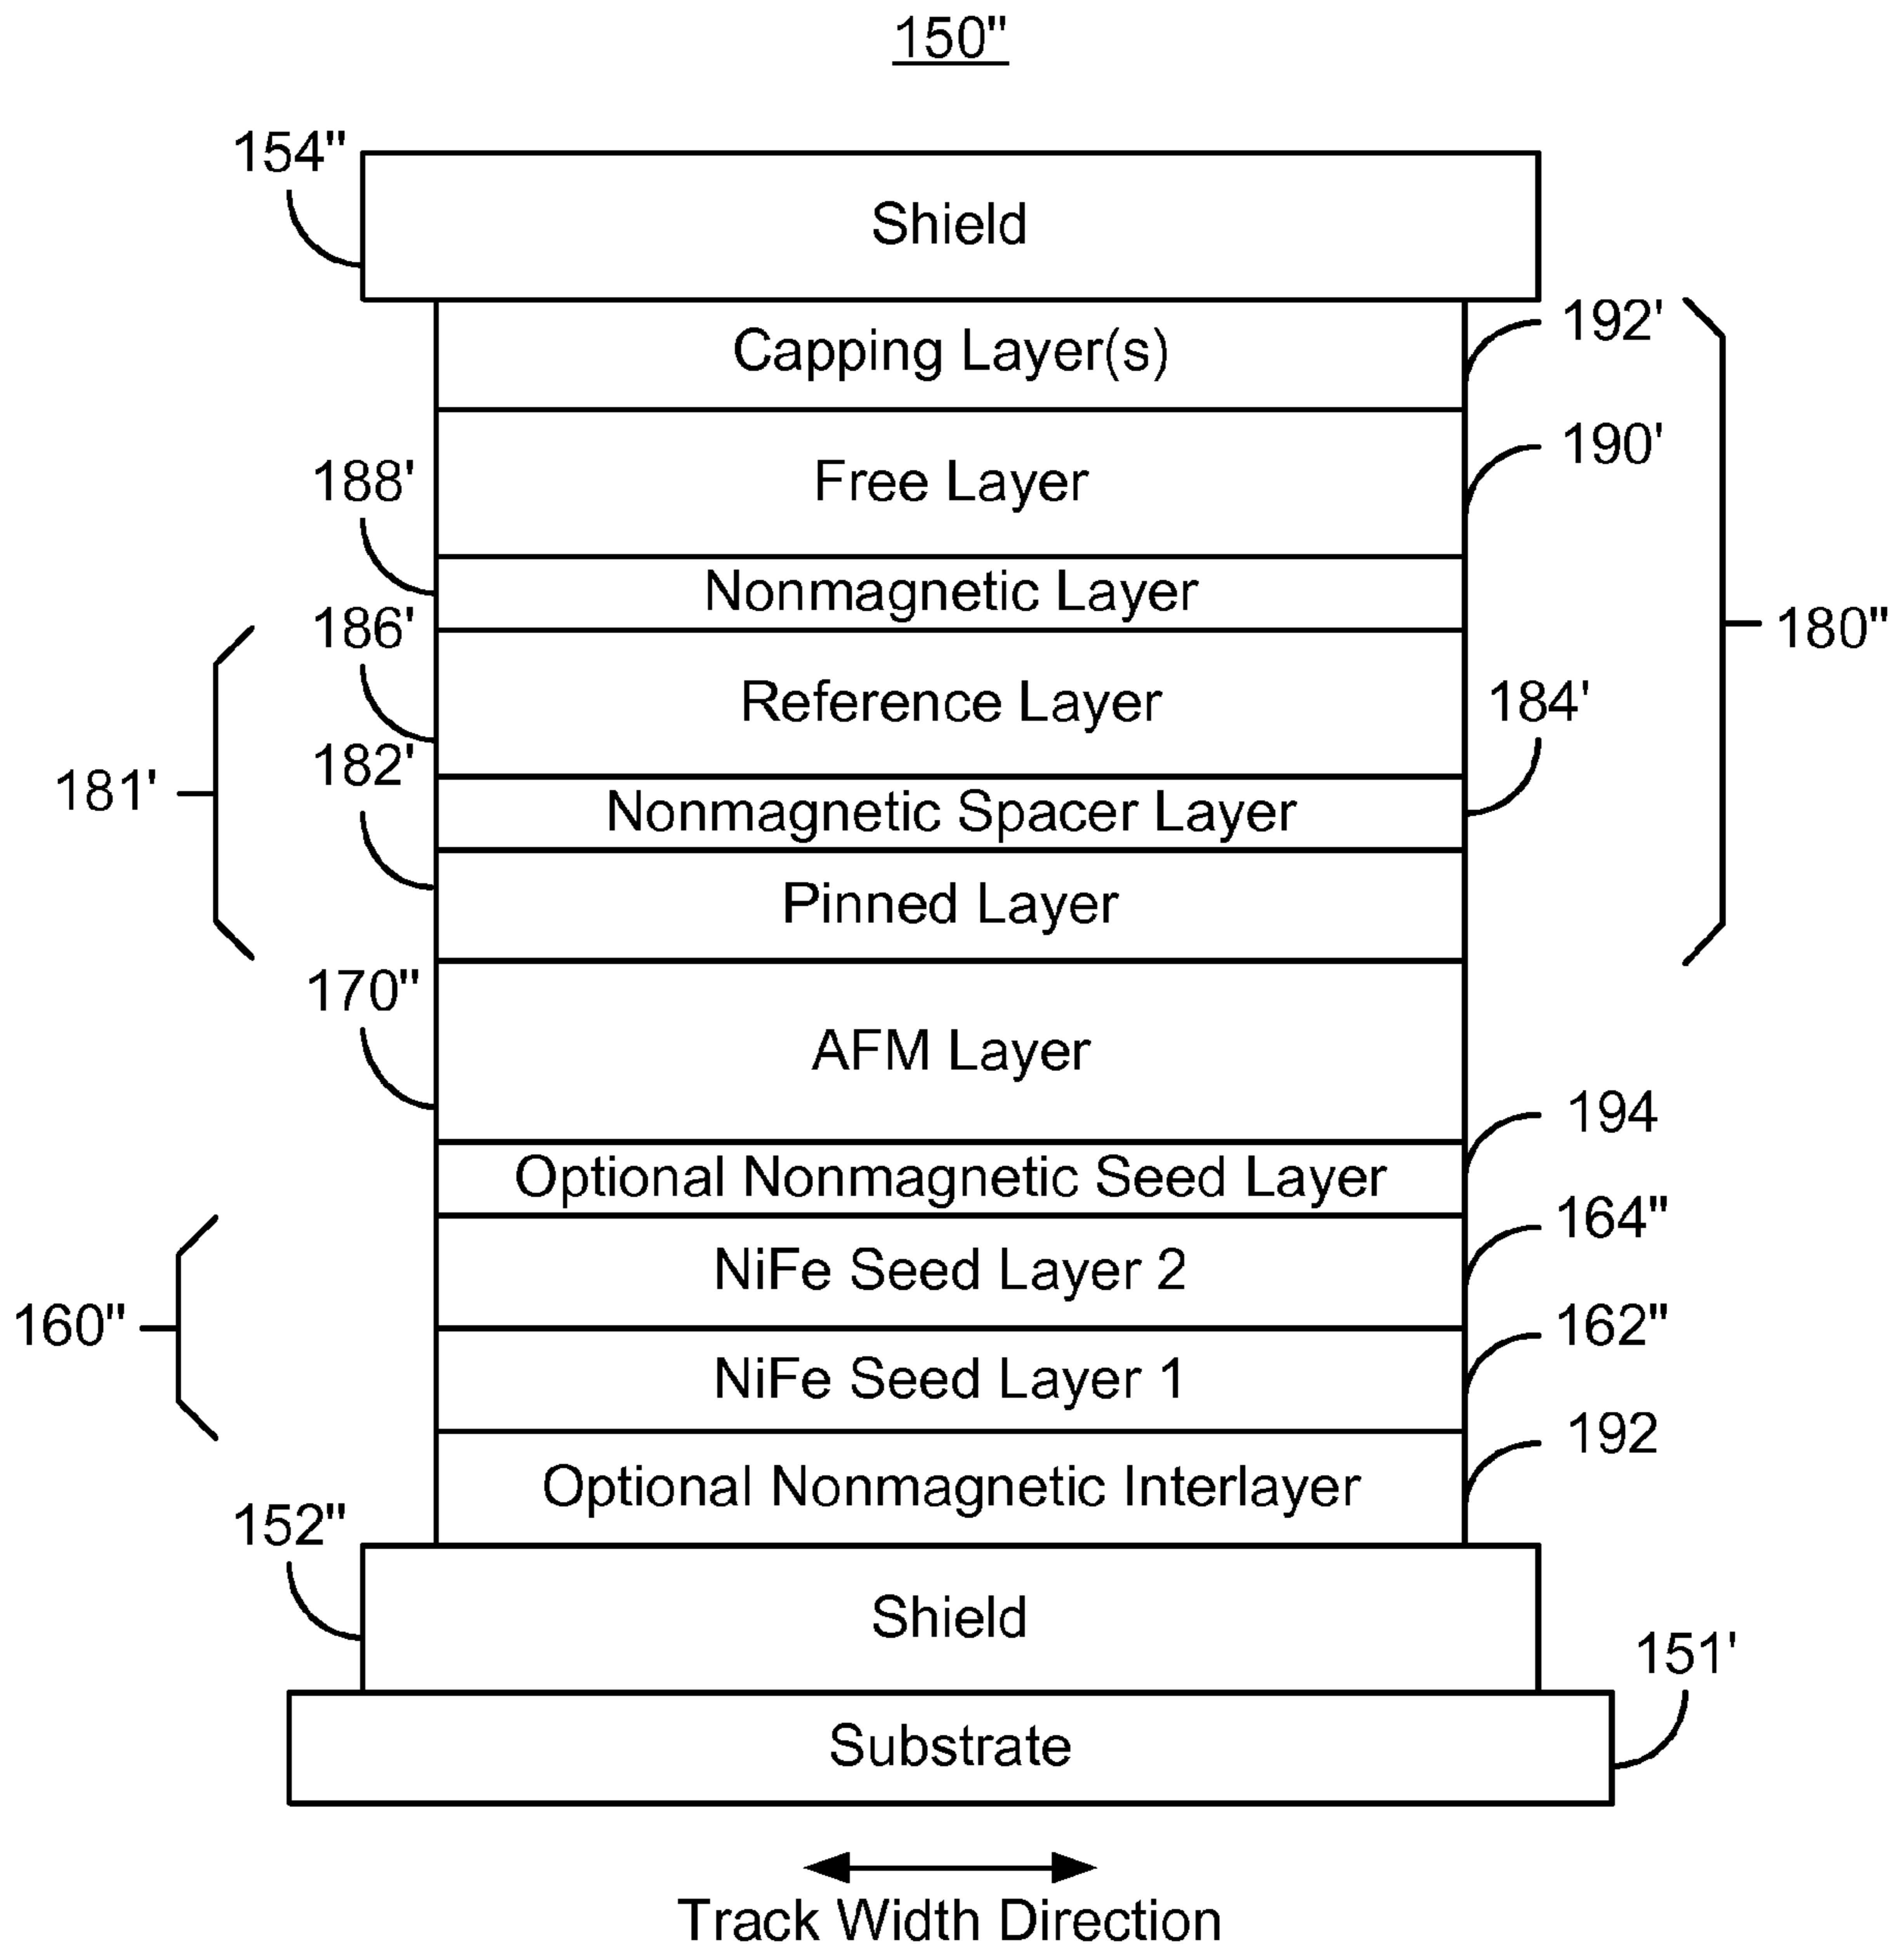 150"
154"
Shield
192'
Capping Layer(s)
190'
Free Layer
188'
Nonmagnetic Layer
186'
180"
Reference Layer
184'
182'
181'
Nonmagnetic Spacer Layer
Pinned Layer
170"
AFM Layer
194
Optional Nonmagnetic Seed Layer
164"
NiFe Seed Layer 2
160"
162"
NiFe Seed Layer 1
192
Optional Nonmagnetic Interlayer
152"
Shield
151'
Substrate
Track Width Direction